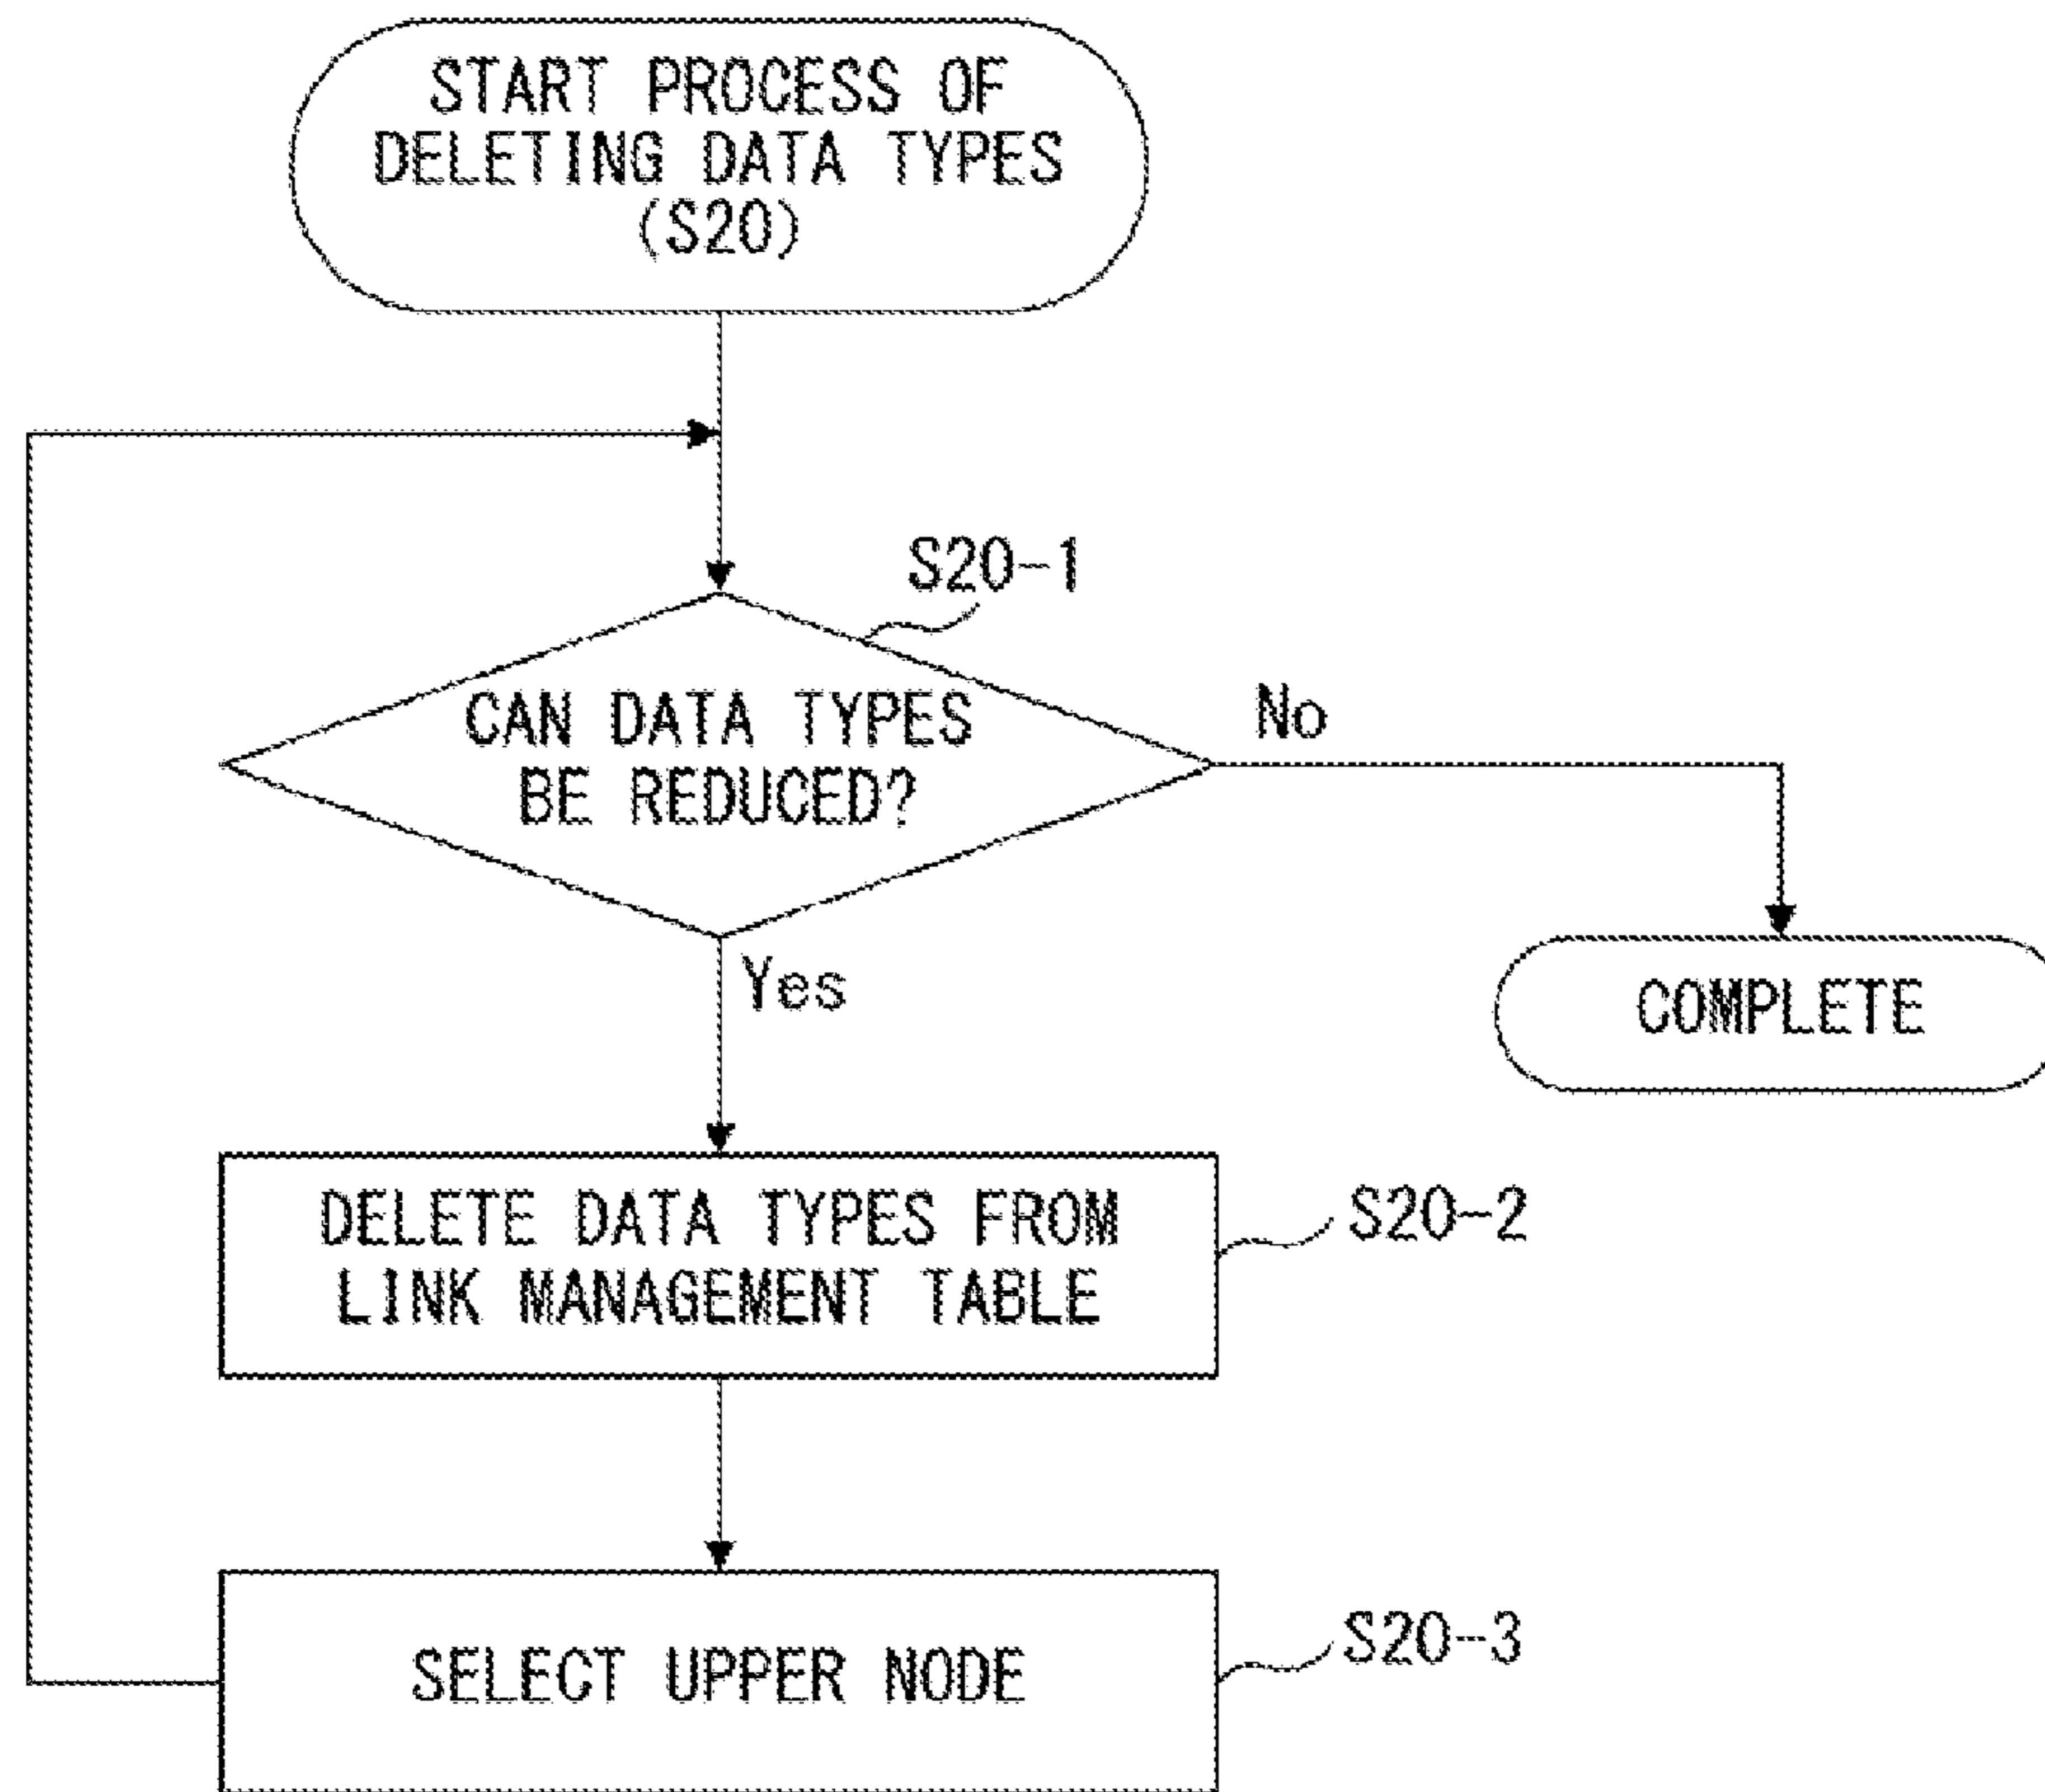 START PROCESS OF
DELETING DATA TYPES
(S20)
S20-1
CAN DATA TYPES
BE REDUCED?
No
Yes
COMPLETE
DELETE DATA TYPES FROM
LINK MANAGEMENT TABLE
S20-2
SELECT UPPER NODE
S20-3